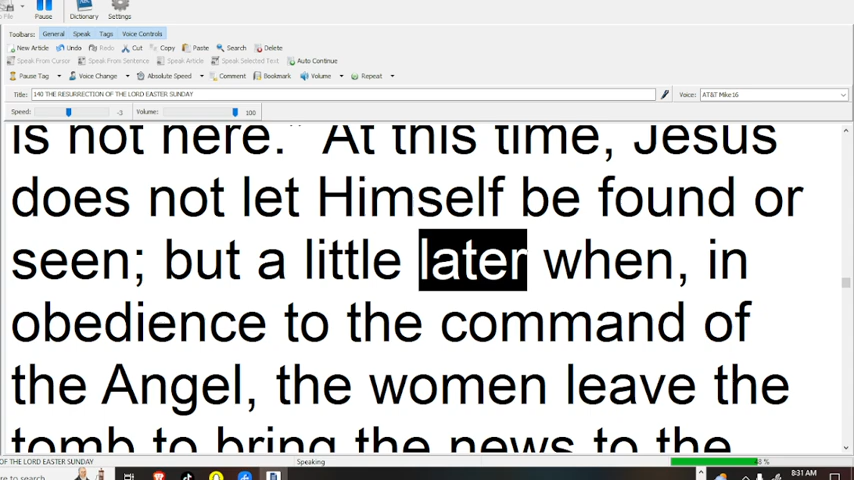 Pause Dictionary Settings
Toolbars: General Speak Tags Voice Controls
New Article Undo Redo Cut Copy Paste Search Delete
Speak From Cursor Speak From Sentence Speak Article Speak Selected Text Auto Continue
Pause Tag Voice Change Absolute Speed Comment Bookmark Volume Repeat
Title: 140 THE RESURRECTION OF THE LORD EASTER SUNDAY Voice: AT&T Mike16
Speed: -3 Volume: 100
is not here." At this time, Jesus
does not let Himself be found or
seen; but a little later when, in
obedience to the command of
the Angel, the women leave the
tomb to bring the news to the
OF THE LORD EASTER SUNDAY Speaking
ere to search 8:31 AM